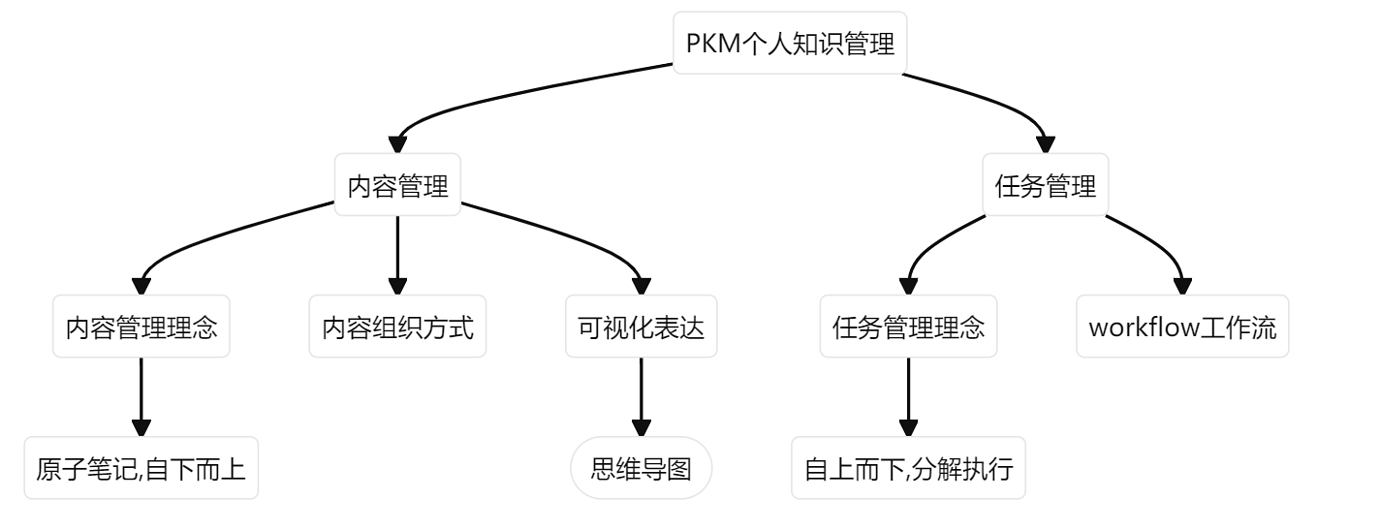 PKM个人知识管理
内容管理
任务管理
内容管理理念
内容组织方式
可视化表达
任务管理理念
workflow工作流
原子笔记,自下而上
思维导图
自上而下,分解执行